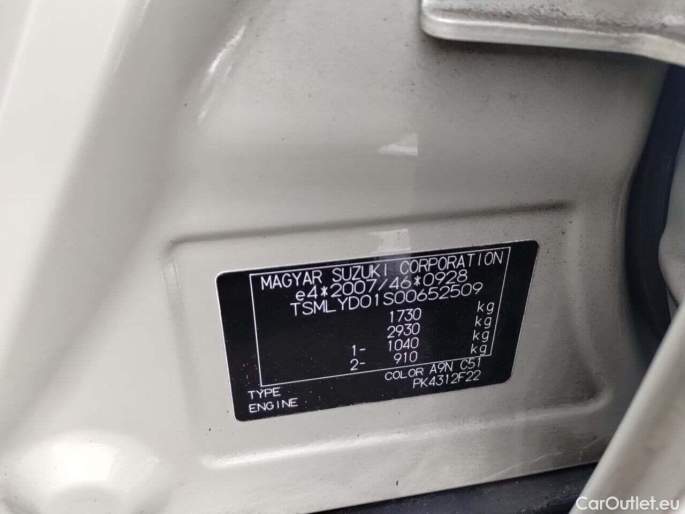 MAGYAR SUZUKI CORPORATION
e4*2007/46*0928
TSMLYD01S00652509
1730 kg
2930 kg
1- 1040 kg
2- 910 kg
TYPE COLOR A9N C51
ENGINE PK4312F22
CarOutlet.eu